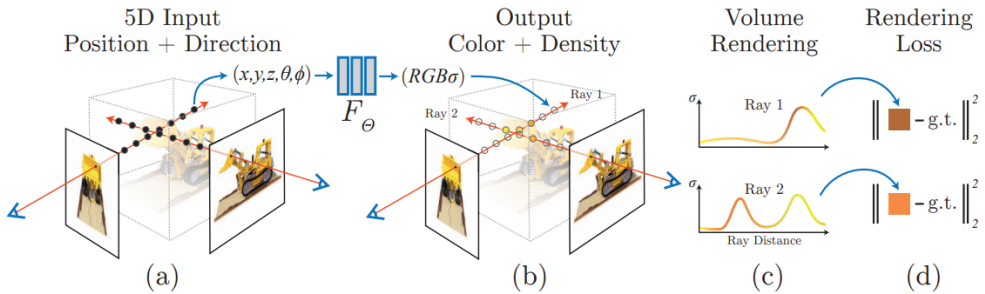 5D Input
Position + Direction
Output
Color + Density
Volume
Rendering
Rendering
Loss
(x,y,z,θ,ϕ)
F_Θ
(RGBσ)
Ray 1
Ray 2
σ
Ray 1
‖ - g.t. ‖₂²
σ
Ray 2
Ray Distance
‖ - g.t. ‖₂²
(a)
(b)
(c)
(d)